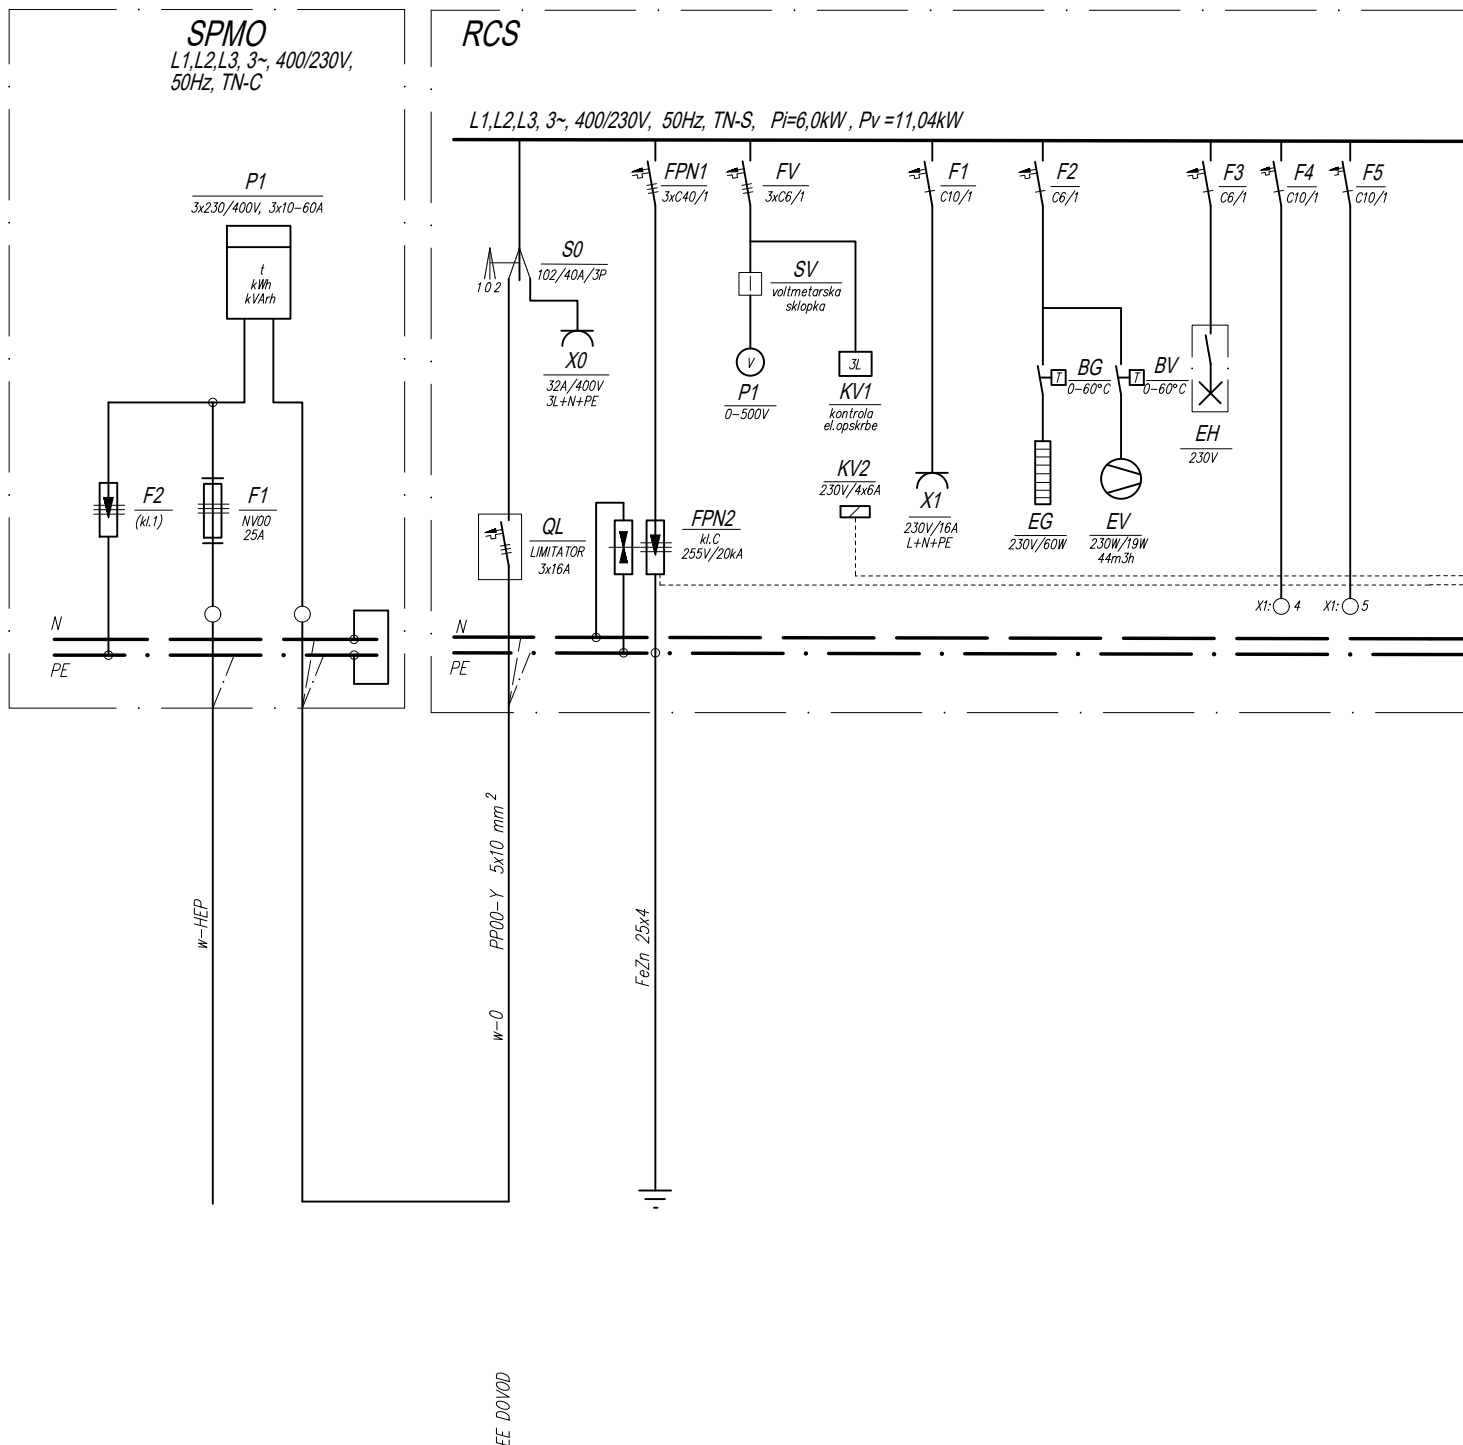 SPMO
L1,L2,L3, 3~, 400/230V,
50Hz, TN-C
P1
3x230/400V, 3x10-60A
t
kWh
kVArh
F2
(kl.1)
F1
NV00
25A
N
PE
w-HEP
RCS
L1,L2,L3, 3~, 400/230V, 50Hz, TN-S, Pi=6,0kW , Pv =11,04kW
FPN1
3xC40/1
FV
3xC6/1
F1
C10/1
F2
C6/1
F3
C6/1
F4
C10/1
F5
C10/1
1 0 2
S0
102/40A/3P
X0
32A/400V
3L+N+PE
SV
voltmetarska
sklopka
V
P1
0-500V
3L
KV1
kontrola
el.opskrbe
KV2
230V/4x6A
X1
230V/16A
L+N+PE
T
BG
0-60°C
T
BV
0-60°C
EG
230V/60W
EV
230W/19W
44m3h
EH
230V
QL
LIMITATOR
3x16A
FPN2
kl.C
255V/20kA
X1: 4
X1: 5
N
PE
w-0 PP00-Y 5x10 mm²
FeZn 25x4
EE DOVOD